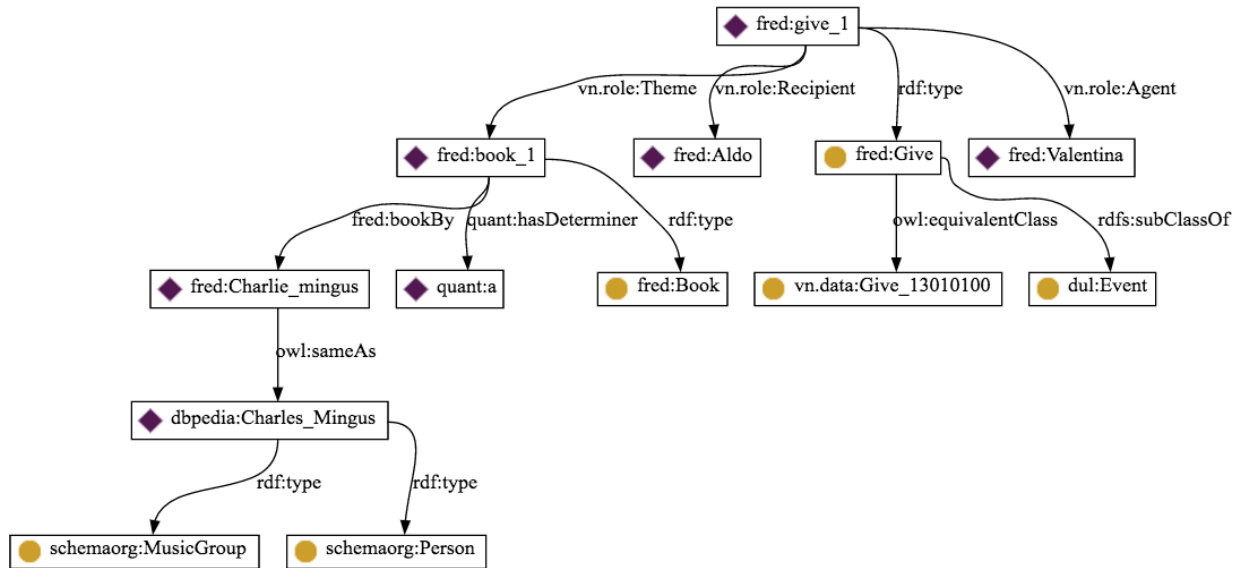 fred:give_1
vn.role:Theme
vn.role:Recipient
rdf:type
vn.role:Agent
fred:book_1
fred:Aldo
fred:Give
fred:Valentina
fred:bookBy
quant:hasDeterminer
rdf:type
owl:equivalentClass
rdfs:subClassOf
fred:Charlie_mingus
quant:a
fred:Book
vn.data:Give_13010100
dul:Event
owl:sameAs
dbpedia:Charles_Mingus
rdf:type
rdf:type
schemaorg:MusicGroup
schemaorg:Person